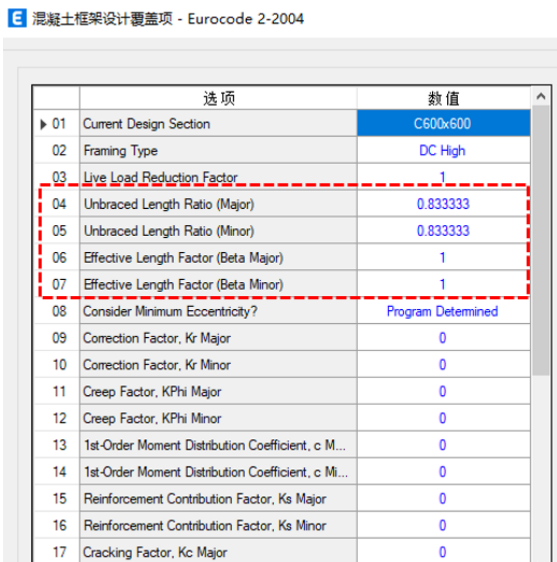 E 混凝土框架设计覆盖项 - Eurocode 2-2004
选项 数值
01 Current Design Section C600x600
02 Framing Type DC High
03 Live Load Reduction Factor 1
04 Unbraced Length Ratio (Major) 0.833333
05 Unbraced Length Ratio (Minor) 0.833333
06 Effective Length Factor (Beta Major) 1
07 Effective Length Factor (Beta Minor) 1
08 Consider Minimum Eccentricity? Program Determined
09 Correction Factor, Kr Major 0
10 Correction Factor, Kr Minor 0
11 Creep Factor, KPhi Major 0
12 Creep Factor, KPhi Minor 0
13 1st-Order Moment Distribution Coefficient, c M... 0
14 1st-Order Moment Distribution Coefficient, c Mi... 0
15 Reinforcement Contribution Factor, Ks Major 0
16 Reinforcement Contribution Factor, Ks Minor 0
17 Cracking Factor, Kc Major 0